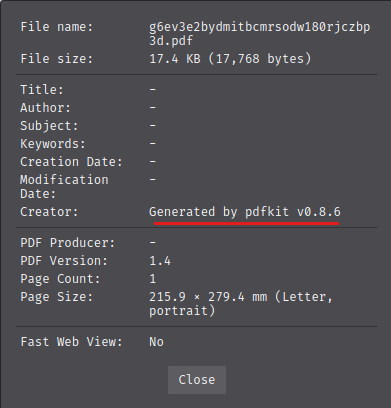 File name: g6ev3e2bydmitbcmrsodw180rjczbp
3d.pdf
File size: 17.4 KB (17,768 bytes)
Title: -
Author: -
Subject: -
Keywords: -
Creation Date: -
Modification -
Date:
Creator: Generated by pdfkit v0.8.6
PDF Producer: -
PDF Version: 1.4
Page Count: 1
Page Size: 215.9 × 279.4 mm (Letter,
portrait)
Fast Web View: No
Close